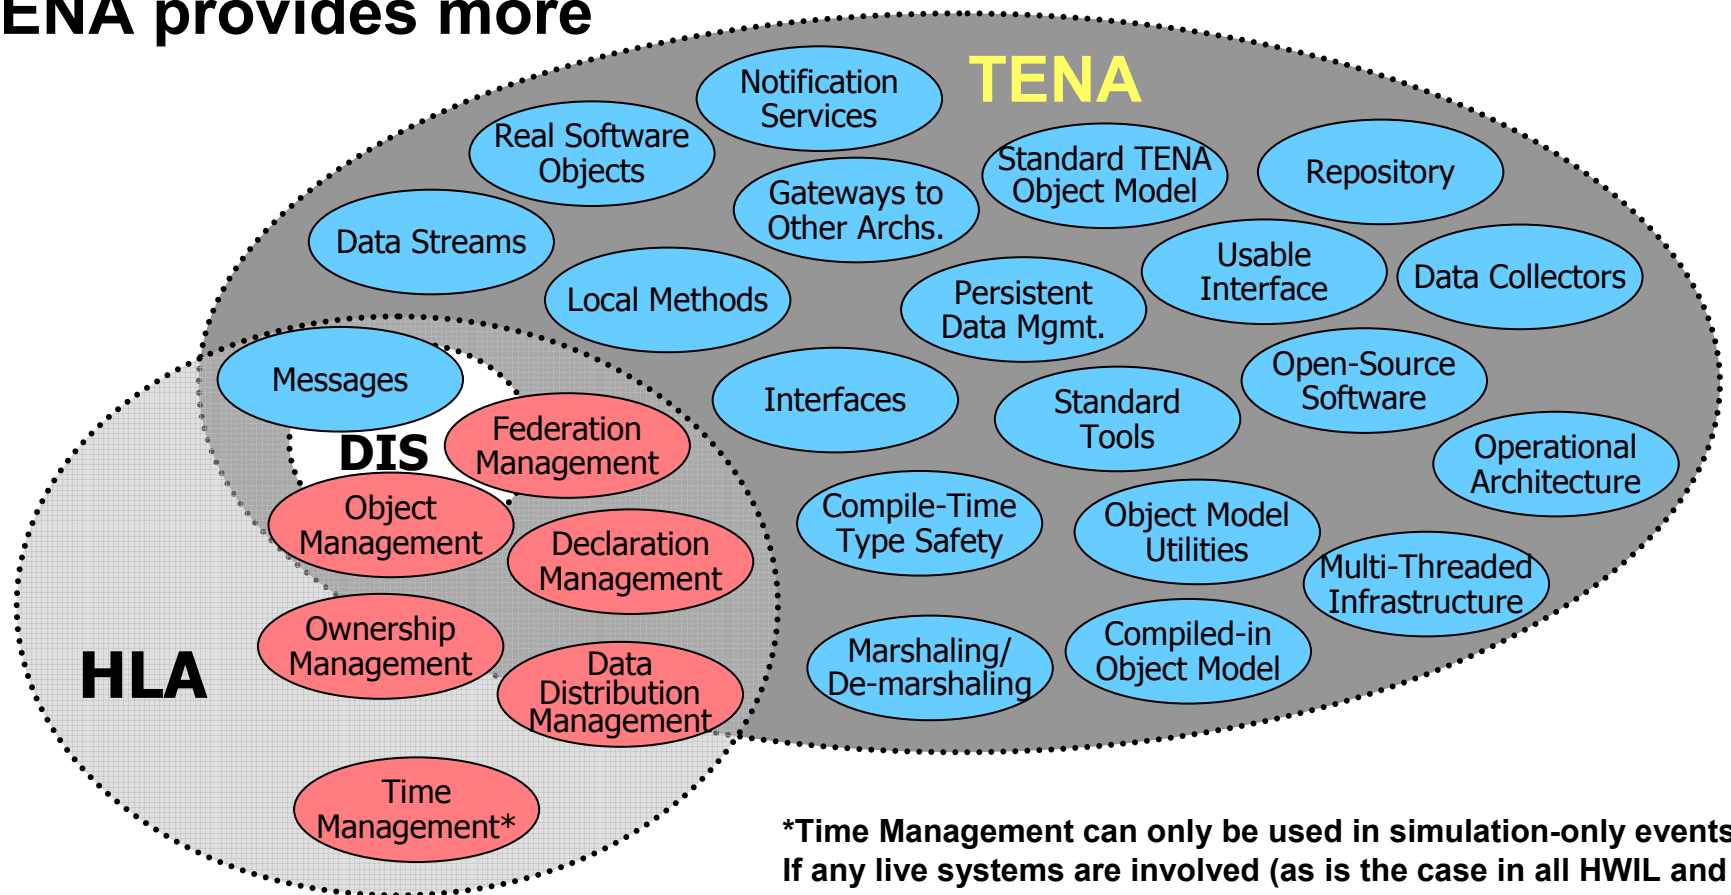 ENA provides more
TENA
Notification
Services
Real Software
Objects
Standard TENA
Object Model
Repository
Gateways to
Other Archs.
Data Streams
Usable
Interface
Data Collectors
Local Methods
Persistent
Data Mgmt.
Messages
Interfaces
Standard
Tools
Open-Source
Software
DIS
Federation
Management
Operational
Architecture
Object
Management
Declaration
Management
Compile-Time
Type Safety
Object Model
Utilities
Multi-Threaded
Infrastructure
HLA
Ownership
Management
Data
Distribution
Management
Marshaling/
De-marshaling
Compiled-in
Object Model
Time
Management*
*Time Management can only be used in simulation-only events
If any live systems are involved (as is the case in all HWIL and